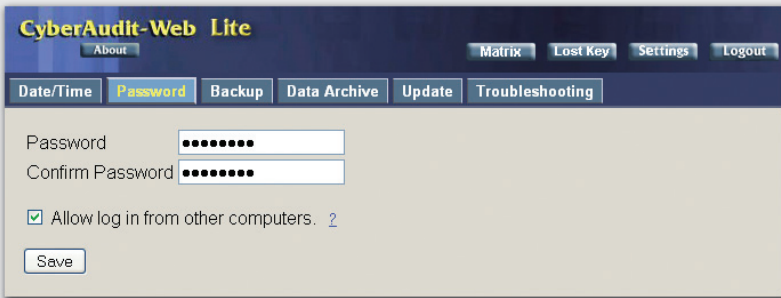 CyberAudit-Web Lite
About
Matrix Lost Key Settings Logout
Date/Time Password Backup Data Archive Update Troubleshooting
Password ••••••••
Confirm Password ••••••••
Allow log in from other computers. ?
Save